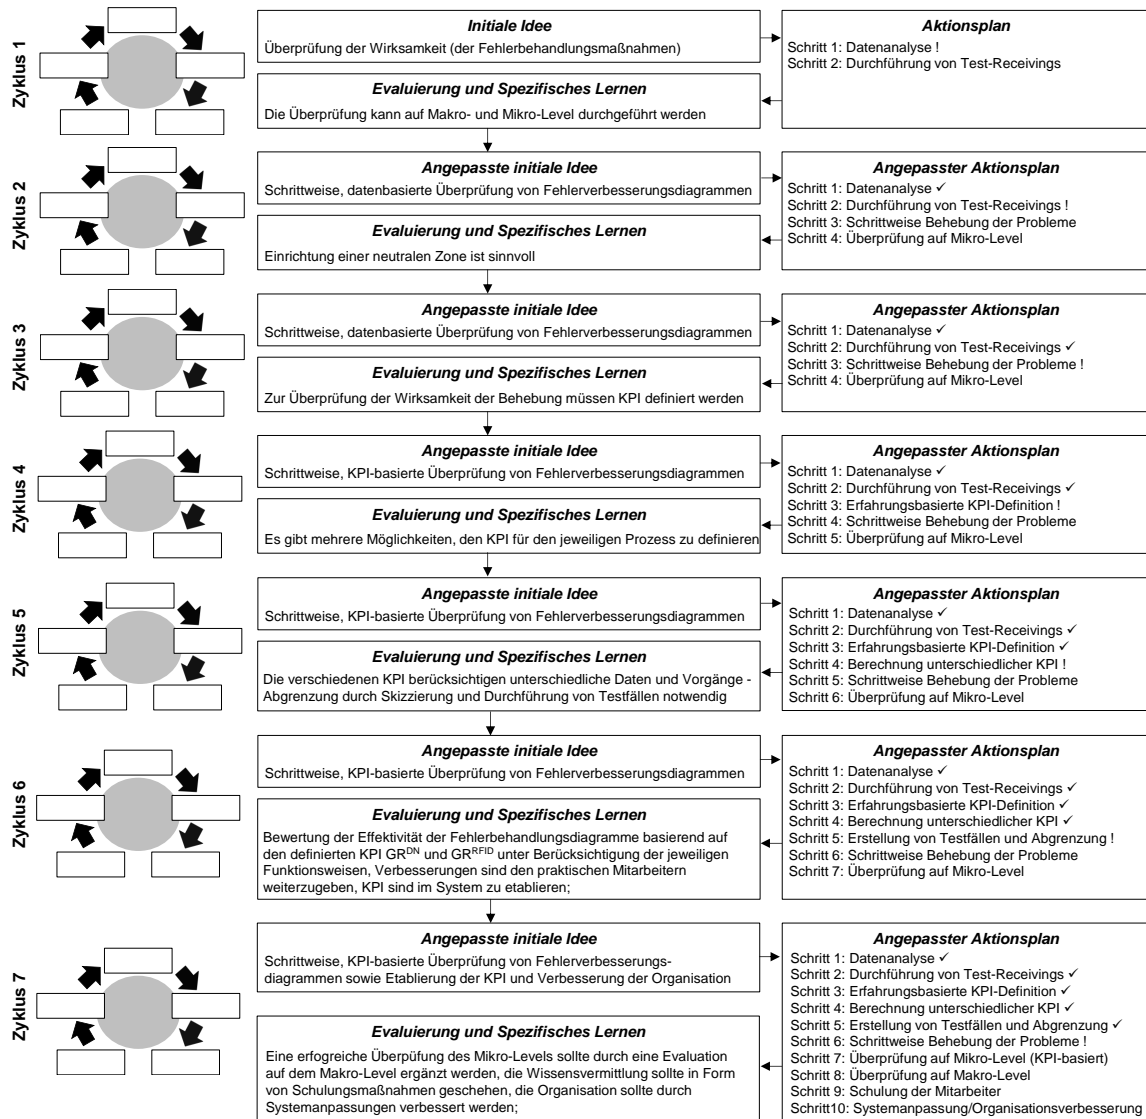 Zyklus 1
Initiale Idee
Überprüfung der Wirksamkeit (der Fehlerbehandlungsmaßnahmen)
Aktionsplan
Schritt 1: Datenanalyse !
Schritt 2: Durchführung von Test-Receivings
Evaluierung und Spezifisches Lernen
Die Überprüfung kann auf Makro- und Mikro-Level durchgeführt werden
Zyklus 2
Angepasste initiale Idee
Schrittweise, datenbasierte Überprüfung von Fehlerverbesserungsdiagrammen
Angepasster Aktionsplan
Schritt 1: Datenanalyse ✓
Schritt 2: Durchführung von Test-Receivings !
Schritt 3: Schrittweise Behebung der Probleme
Schritt 4: Überprüfung auf Mikro-Level
Evaluierung und Spezifisches Lernen
Einrichtung einer neutralen Zone ist sinnvoll
Zyklus 3
Angepasste initiale Idee
Schrittweise, datenbasierte Überprüfung von Fehlerverbesserungsdiagrammen
Angepasster Aktionsplan
Schritt 1: Datenanalyse ✓
Schritt 2: Durchführung von Test-Receivings ✓
Schritt 3: Schrittweise Behebung der Probleme !
Schritt 4: Überprüfung auf Mikro-Level
Evaluierung und Spezifisches Lernen
Zur Überprüfung der Wirksamkeit der Behebung müssen KPI definiert werden
Zyklus 4
Angepasste initiale Idee
Schrittweise, KPI-basierte Überprüfung von Fehlerverbesserungsdiagrammen
Angepasster Aktionsplan
Schritt 1: Datenanalyse ✓
Schritt 2: Durchführung von Test-Receivings ✓
Schritt 3: Erfahrungsbasierte KPI-Definition !
Schritt 4: Schrittweise Behebung der Probleme
Schritt 5: Überprüfung auf Mikro-Level
Evaluierung und Spezifisches Lernen
Es gibt mehrere Möglichkeiten, den KPI für den jeweiligen Prozess zu definieren
Zyklus 5
Angepasste initiale Idee
Schrittweise, KPI-basierte Überprüfung von Fehlerverbesserungsdiagrammen
Angepasster Aktionsplan
Schritt 1: Datenanalyse ✓
Schritt 2: Durchführung von Test-Receivings ✓
Schritt 3: Erfahrungsbasierte KPI-Definition ✓
Schritt 4: Berechnung unterschiedlicher KPI !
Schritt 5: Schrittweise Behebung der Probleme
Schritt 6: Überprüfung auf Mikro-Level
Evaluierung und Spezifisches Lernen
Die verschiedenen KPI berücksichtigen unterschiedliche Daten und Vorgänge -
Abgrenzung durch Skizzierung und Durchführung von Testfällen notwendig
Zyklus 6
Angepasste initiale Idee
Schrittweise, KPI-basierte Überprüfung von Fehlerverbesserungsdiagrammen
Angepasster Aktionsplan
Schritt 1: Datenanalyse ✓
Schritt 2: Durchführung von Test-Receivings ✓
Schritt 3: Erfahrungsbasierte KPI-Definition ✓
Schritt 4: Berechnung unterschiedlicher KPI ✓
Schritt 5: Erstellung von Testfällen und Abgrenzung !
Schritt 6: Schrittweise Behebung der Probleme
Schritt 7: Überprüfung auf Mikro-Level
Evaluierung und Spezifisches Lernen
Bewertung der Effektivität der Fehlerbehandlungsdiagramme basierend auf
den definierten KPI GR^DN und GR^RFID unter Berücksichtigung der jeweiligen
Funktionsweisen, Verbesserungen sind den praktischen Mitarbeitern
weiterzugeben, KPI sind im System zu etablieren;
Zyklus 7
Angepasste initiale Idee
Schrittweise, KPI-basierte Überprüfung von Fehlerverbesserungs-
diagrammen sowie Etablierung der KPI und Verbesserung der Organisation
Angepasster Aktionsplan
Schritt 1: Datenanalyse ✓
Schritt 2: Durchführung von Test-Receivings ✓
Schritt 3: Erfahrungsbasierte KPI-Definition ✓
Schritt 4: Berechnung unterschiedlicher KPI ✓
Schritt 5: Erstellung von Testfällen und Abgrenzung ✓
Schritt 6: Schrittweise Behebung der Probleme !
Schritt 7: Überprüfung auf Mikro-Level (KPI-basiert)
Schritt 8: Überprüfung auf Makro-Level
Schritt 9: Schulung der Mitarbeiter
Schritt10: Systemanpassung/Organisationsverbesserung
Evaluierung und Spezifisches Lernen
Eine erfogreiche Überpüfung des Mikro-Levels sollte durch eine Evaluation
auf dem Makro-Level ergänzt werden, die Wissensvermittlung sollte in Form
von Schulungsmaßnahmen geschehen, die Organisation sollte durch
Systemanpassungen verbessert werden;